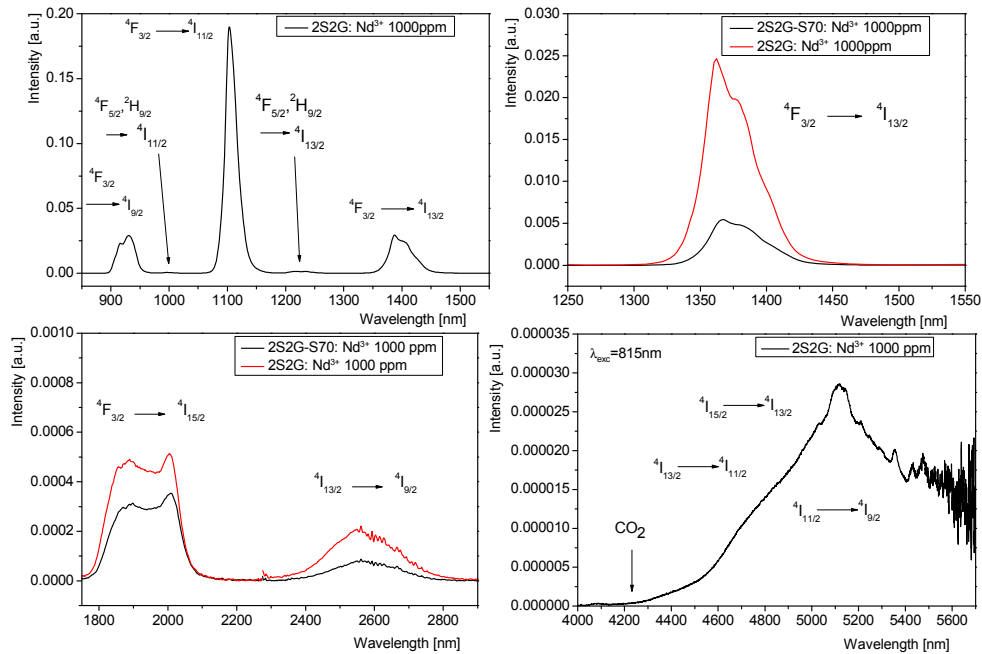 2S2G: Nd³⁺ 1000ppm
⁴F₃/₂ → ⁴I₁₁/₂
⁴F₅/₂,²H₉/₂ → ⁴I₁₁/₂
⁴F₅/₂,²H₉/₂ → ⁴I₁₃/₂
⁴F₃/₂ → ⁴I₉/₂
⁴F₃/₂ → ⁴I₁₃/₂
Intensity [a.u.]
0.20
0.15
0.10
0.05
0.00
900 1000 1100 1200 1300 1400 1500
Wavelength [nm]
2S2G-S70: Nd³⁺ 1000ppm
2S2G: Nd³⁺ 1000ppm
⁴F₃/₂ → ⁴I₁₃/₂
Intensity [a.u.]
0.030
0.025
0.020
0.015
0.010
0.005
0.000
1250 1300 1350 1400 1450 1500 1550
Wavelength [nm]
2S2G-S70: Nd³⁺ 1000 ppm
2S2G: Nd³⁺ 1000 ppm
⁴F₃/₂ → ⁴I₁₅/₂
⁴I₁₃/₂ → ⁴I₉/₂
Intensity [a.u.]
0.0010
0.0008
0.0006
0.0004
0.0002
0.0000
1800 2000 2200 2400 2600 2800
Wavelength [nm]
λexc=815nm
2S2G: Nd³⁺ 1000 ppm
⁴I₁₅/₂ → ⁴I₁₃/₂
⁴I₁₃/₂ → ⁴I₁₁/₂
⁴I₁₁/₂ → ⁴I₉/₂
CO₂
Intensity [a.u.]
0.000035
0.000030
0.000025
0.000020
0.000015
0.000010
0.000005
0.000000
4000 4200 4400 4600 4800 5000 5200 5400 5600
Wavelength [nm]